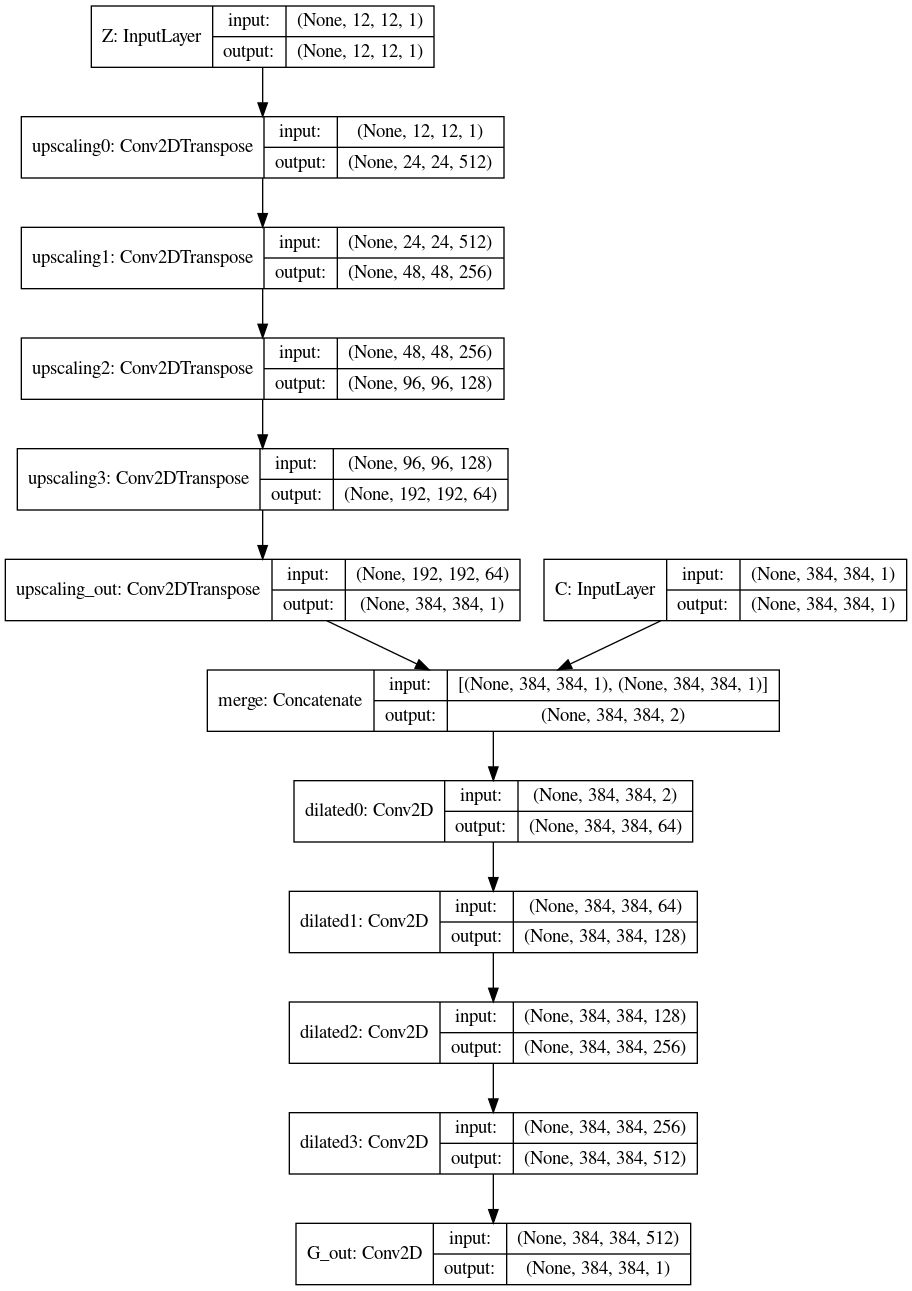 Z: InputLayer
input: (None, 12, 12, 1)
output: (None, 12, 12, 1)
upscaling0: Conv2DTranspose
input: (None, 12, 12, 1)
output: (None, 24, 24, 512)
upscaling1: Conv2DTranspose
input: (None, 24, 24, 512)
output: (None, 48, 48, 256)
upscaling2: Conv2DTranspose
input: (None, 48, 48, 256)
output: (None, 96, 96, 128)
upscaling3: Conv2DTranspose
input: (None, 96, 96, 128)
output: (None, 192, 192, 64)
upscaling_out: Conv2DTranspose
input: (None, 192, 192, 64)
output: (None, 384, 384, 1)
C: InputLayer
input: (None, 384, 384, 1)
output: (None, 384, 384, 1)
merge: Concatenate
input: [(None, 384, 384, 1), (None, 384, 384, 1)]
output: (None, 384, 384, 2)
dilated0: Conv2D
input: (None, 384, 384, 2)
output: (None, 384, 384, 64)
dilated1: Conv2D
input: (None, 384, 384, 64)
output: (None, 384, 384, 128)
dilated2: Conv2D
input: (None, 384, 384, 128)
output: (None, 384, 384, 256)
dilated3: Conv2D
input: (None, 384, 384, 256)
output: (None, 384, 384, 512)
G_out: Conv2D
input: (None, 384, 384, 512)
output: (None, 384, 384, 1)